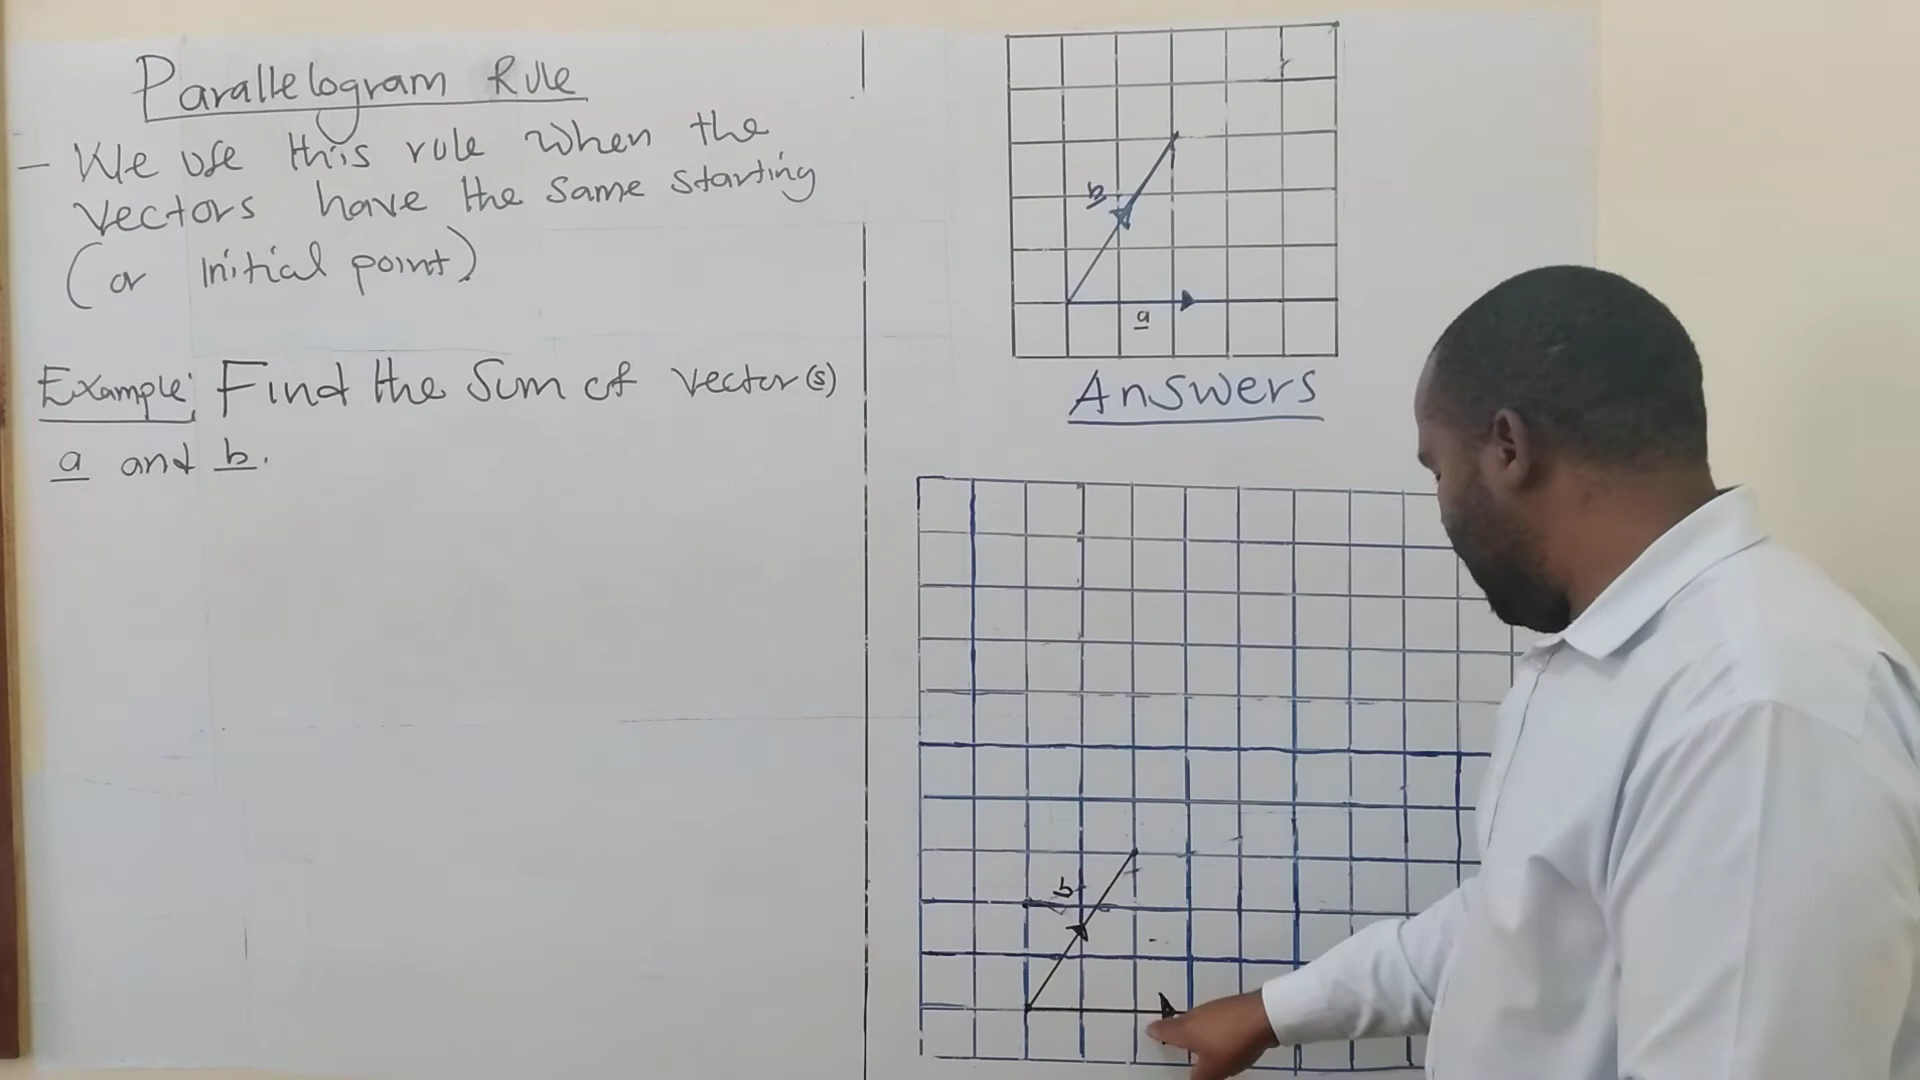 Parallelogram Rule
- We use this rule when the
vectors have the same starting
(or Initial point)
Example: Find the Sum of vector(s)
a and b.
b
a
Answers
b